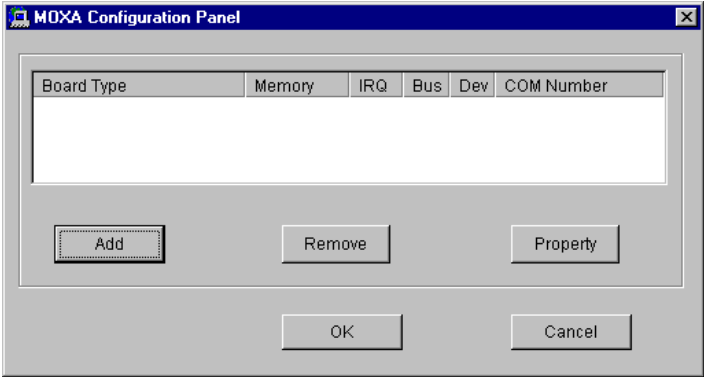 MOXA Configuration Panel
Board Type Memory IRQ Bus Dev COM Number
Add Remove Property
OK Cancel